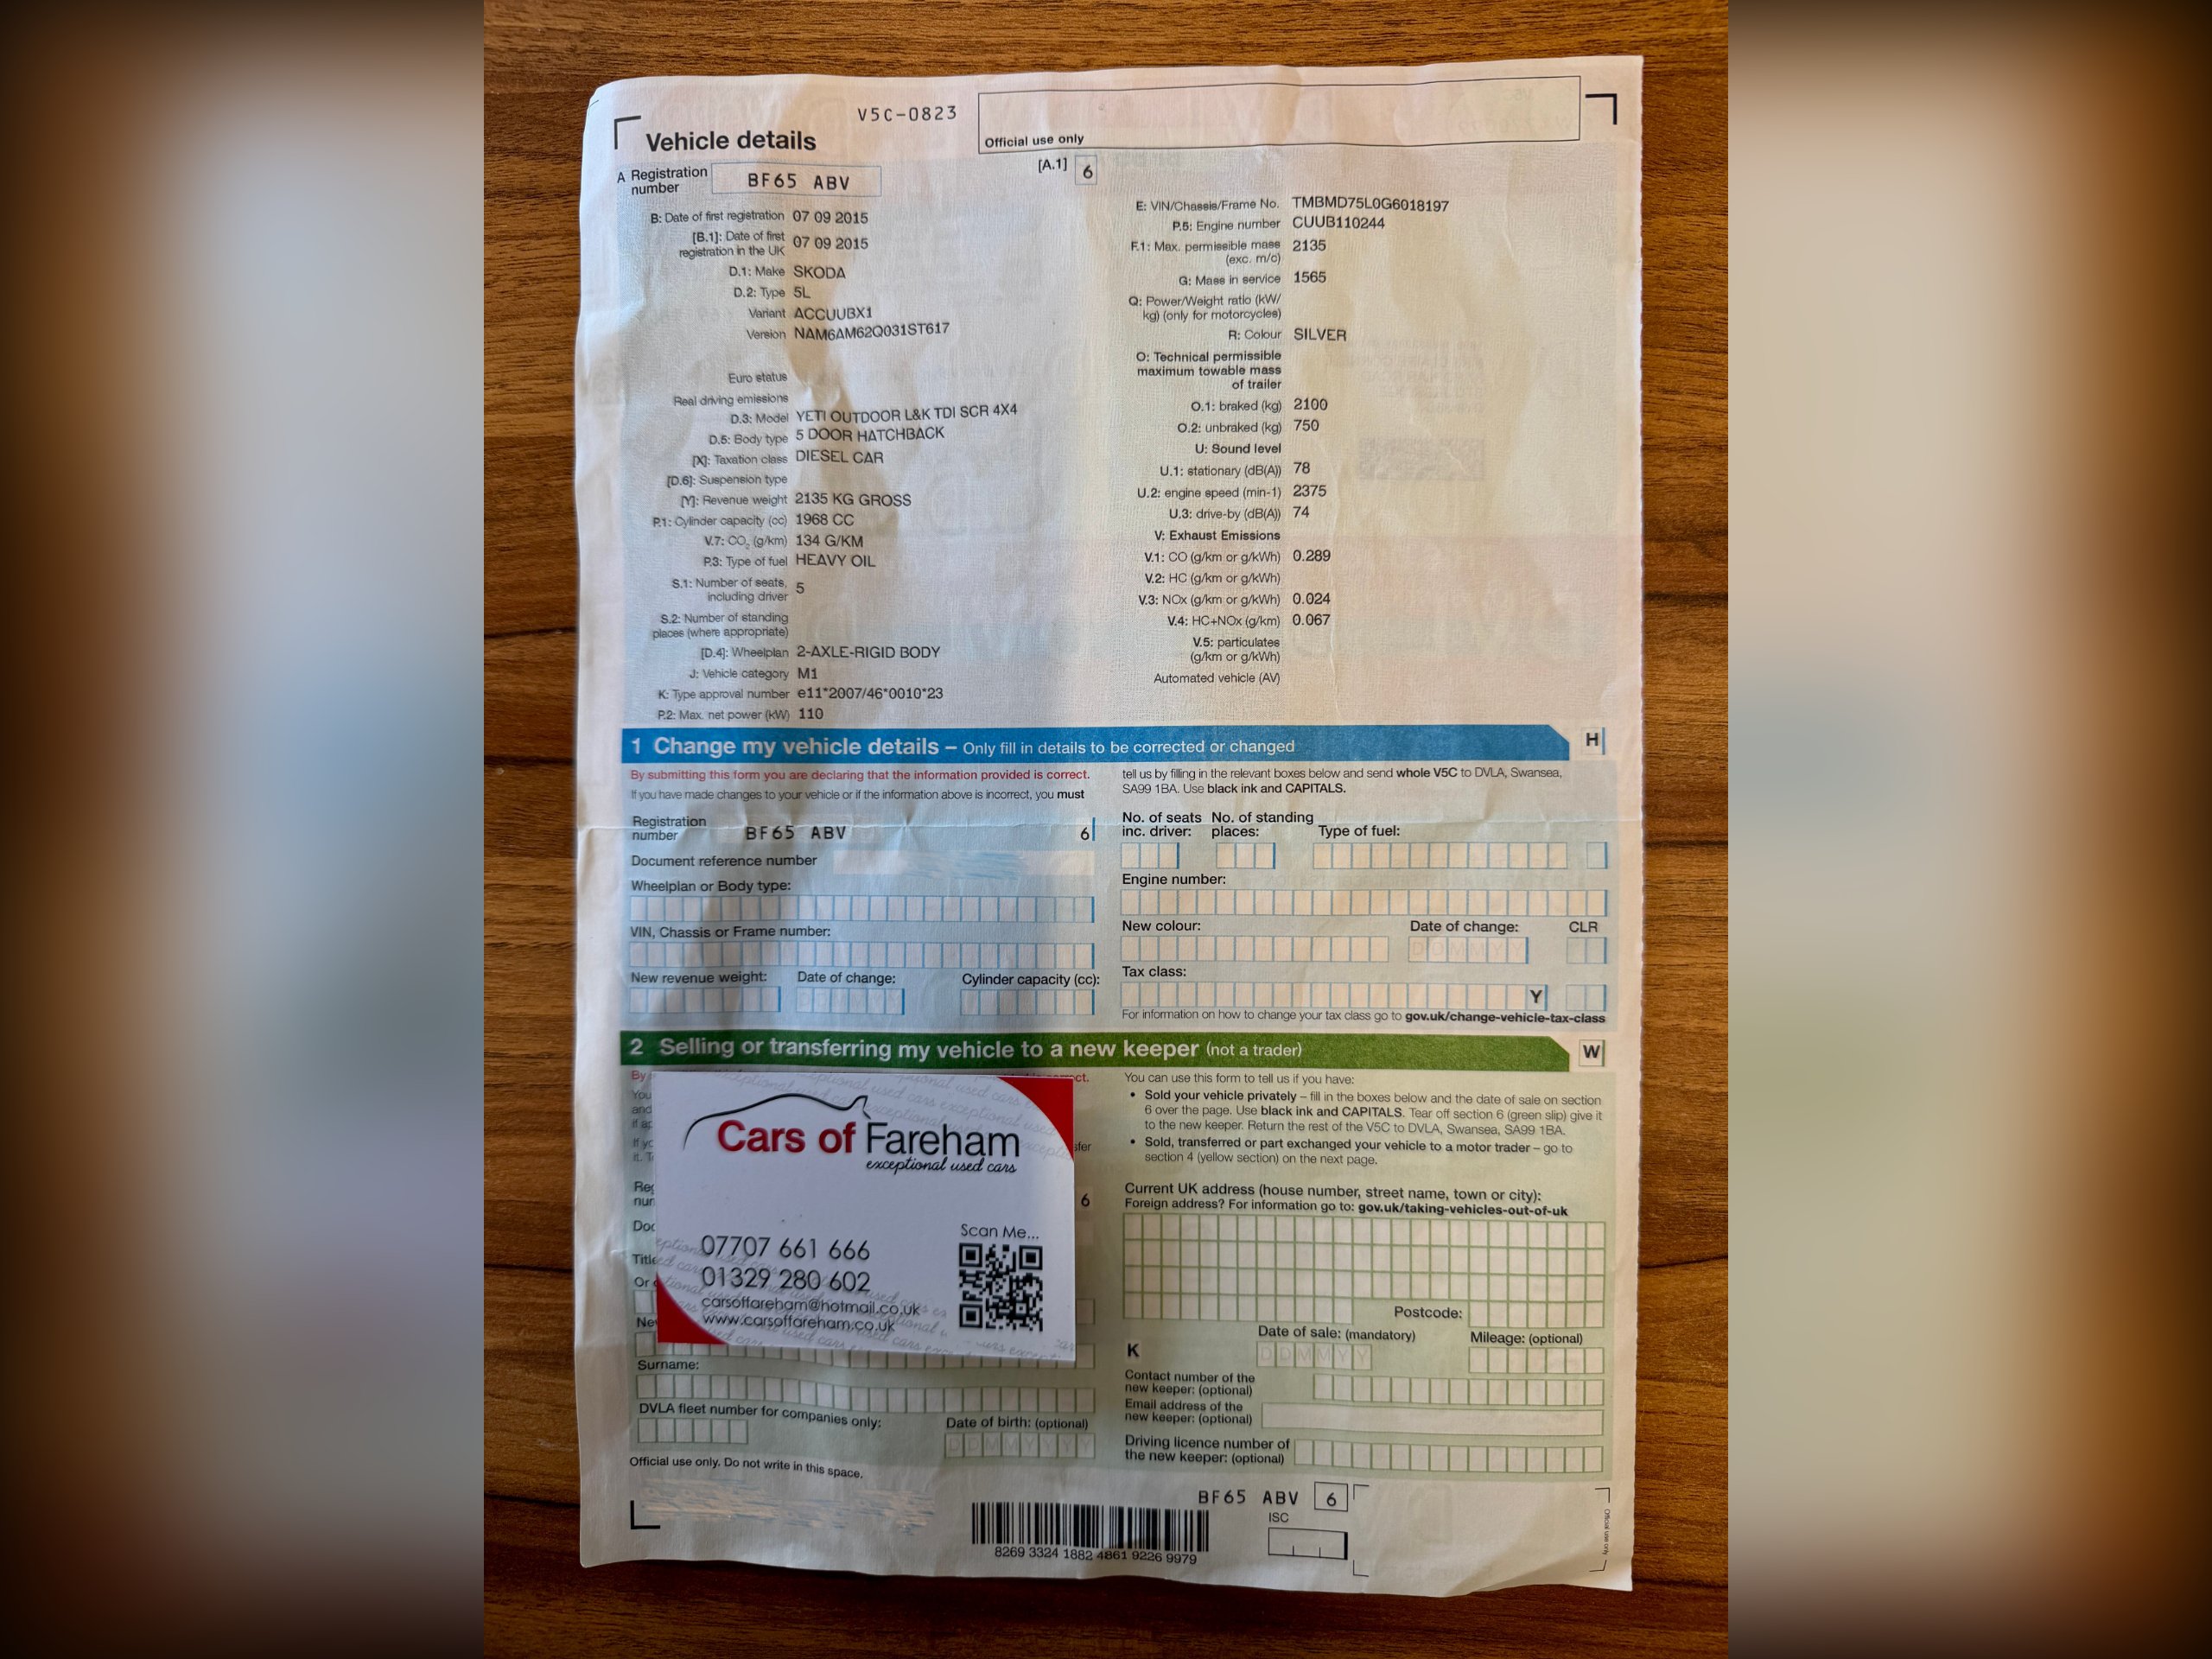 V5C-0823
Vehicle details
Official use only
A Registration number BF65 ABV
[A.1] 6
B: Date of first registration 07 09 2015
[B.1]: Date of first
registration in the UK 07 09 2015
D.1: Make SKODA
D.2: Type 5L
Variant ACCUUBX1
Version NAM6AM62Q031ST617
Euro status
Real driving emissions
D.3: Model YETI OUTDOOR L&K TDI SCR 4X4
D.5: Body type 5 DOOR HATCHBACK
[X]: Taxation class DIESEL CAR
[D.6]: Suspension type
[Y]: Revenue weight 2135 KG GROSS
P.1: Cylinder capacity (cc) 1968 CC
V.7: CO₂ (g/km) 134 G/KM
P.3: Type of fuel HEAVY OIL
S.1: Number of seats,
including driver 5
S.2: Number of standing
places (where appropriate)
[D.4]: Wheelplan 2-AXLE-RIGID BODY
J: Vehicle category M1
K: Type approval number e11*2007/46*0010*23
P.2: Max. net power (kW) 110
E: VIN/Chassis/Frame No. TMBMD75L0G6018197
P.5: Engine number CUUB110244
F.1: Max. permissible mass 2135
(exc. m/c)
G: Mass in service 1565
Q: Power/Weight ratio (kW/
kg) (only for motorcycles)
R: Colour SILVER
O: Technical permissible
maximum towable mass
of trailer
O.1: braked (kg) 2100
O.2: unbraked (kg) 750
U: Sound level
U.1: stationary (dB(A)) 78
U.2: engine speed (min-1) 2375
U.3: drive-by (dB(A)) 74
V: Exhaust Emissions
V.1: CO (g/km or g/kWh) 0.289
V.2: HC (g/km or g/kWh)
V.3: NOx (g/km or g/kWh) 0.024
V.4: HC+NOx (g/km) 0.067
V.5: particulates
(g/km or g/kWh)
Automated vehicle (AV)
1 Change my vehicle details – Only fill in details to be corrected or changed
H
By submitting this form you are declaring that the information provided is correct.
If you have made changes to your vehicle or if the information above is incorrect, you must
tell us by filling in the relevant boxes below and send whole V5C to DVLA, Swansea,
SA99 1BA. Use black ink and CAPITALS.
Registration
number BF65 ABV 6
Document reference number
Wheelplan or Body type:
VIN, Chassis or Frame number:
New revenue weight: Date of change: Cylinder capacity (cc):
No. of seats inc. driver: No. of standing places: Type of fuel:
Engine number:
New colour: Date of change: CLR
DDMMYY
Tax class:
Y
For information on how to change your tax class go to gov.uk/change-vehicle-tax-class
2 Selling or transferring my vehicle to a new keeper (not a trader)
W
Cars of Fareham
exceptional used cars
07707 661 666
01329 280 602
carsoffareham@hotmail.co.uk
www.carsoffareham.co.uk
Scan Me...
6
Surname:
DVLA fleet number for companies only:
Date of birth: (optional)
DDMMYYYY
Official use only. Do not write in this space.
You can use this form to tell us if you have:
• Sold your vehicle privately – fill in the boxes below and the date of sale on section
6 over the page. Use black ink and CAPITALS. Tear off section 6 (green slip) give it
to the new keeper. Return the rest of the V5C to DVLA, Swansea, SA99 1BA.
• Sold, transferred or part exchanged your vehicle to a motor trader – go to
section 4 (yellow section) on the next page.
Current UK address (house number, street name, town or city):
Foreign address? For information go to: gov.uk/taking-vehicles-out-of-uk
Postcode:
Date of sale: (mandatory) Mileage: (optional)
K
DDMMYY
Contact number of the
new keeper: (optional)
Email address of the
new keeper: (optional)
Driving licence number of
the new keeper: (optional)
BF65 ABV 6
ISC
8269 3324 1882 4861 9226 9979
Official use only